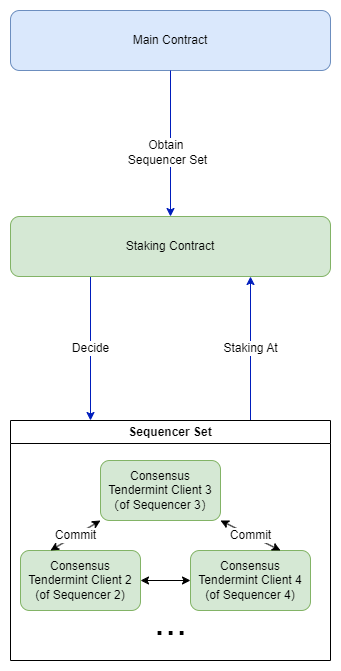 Main Contract
Obtain
Sequencer Set
Staking Contract
Decide
Staking At
Sequencer Set
Consensus
Tendermint Client 3
(of Sequencer 3)
Commit
Commit
Consensus
Tendermint Client 2
(of Sequencer 2)
Consensus
Tendermint Client 4
(of Sequencer 4)
...